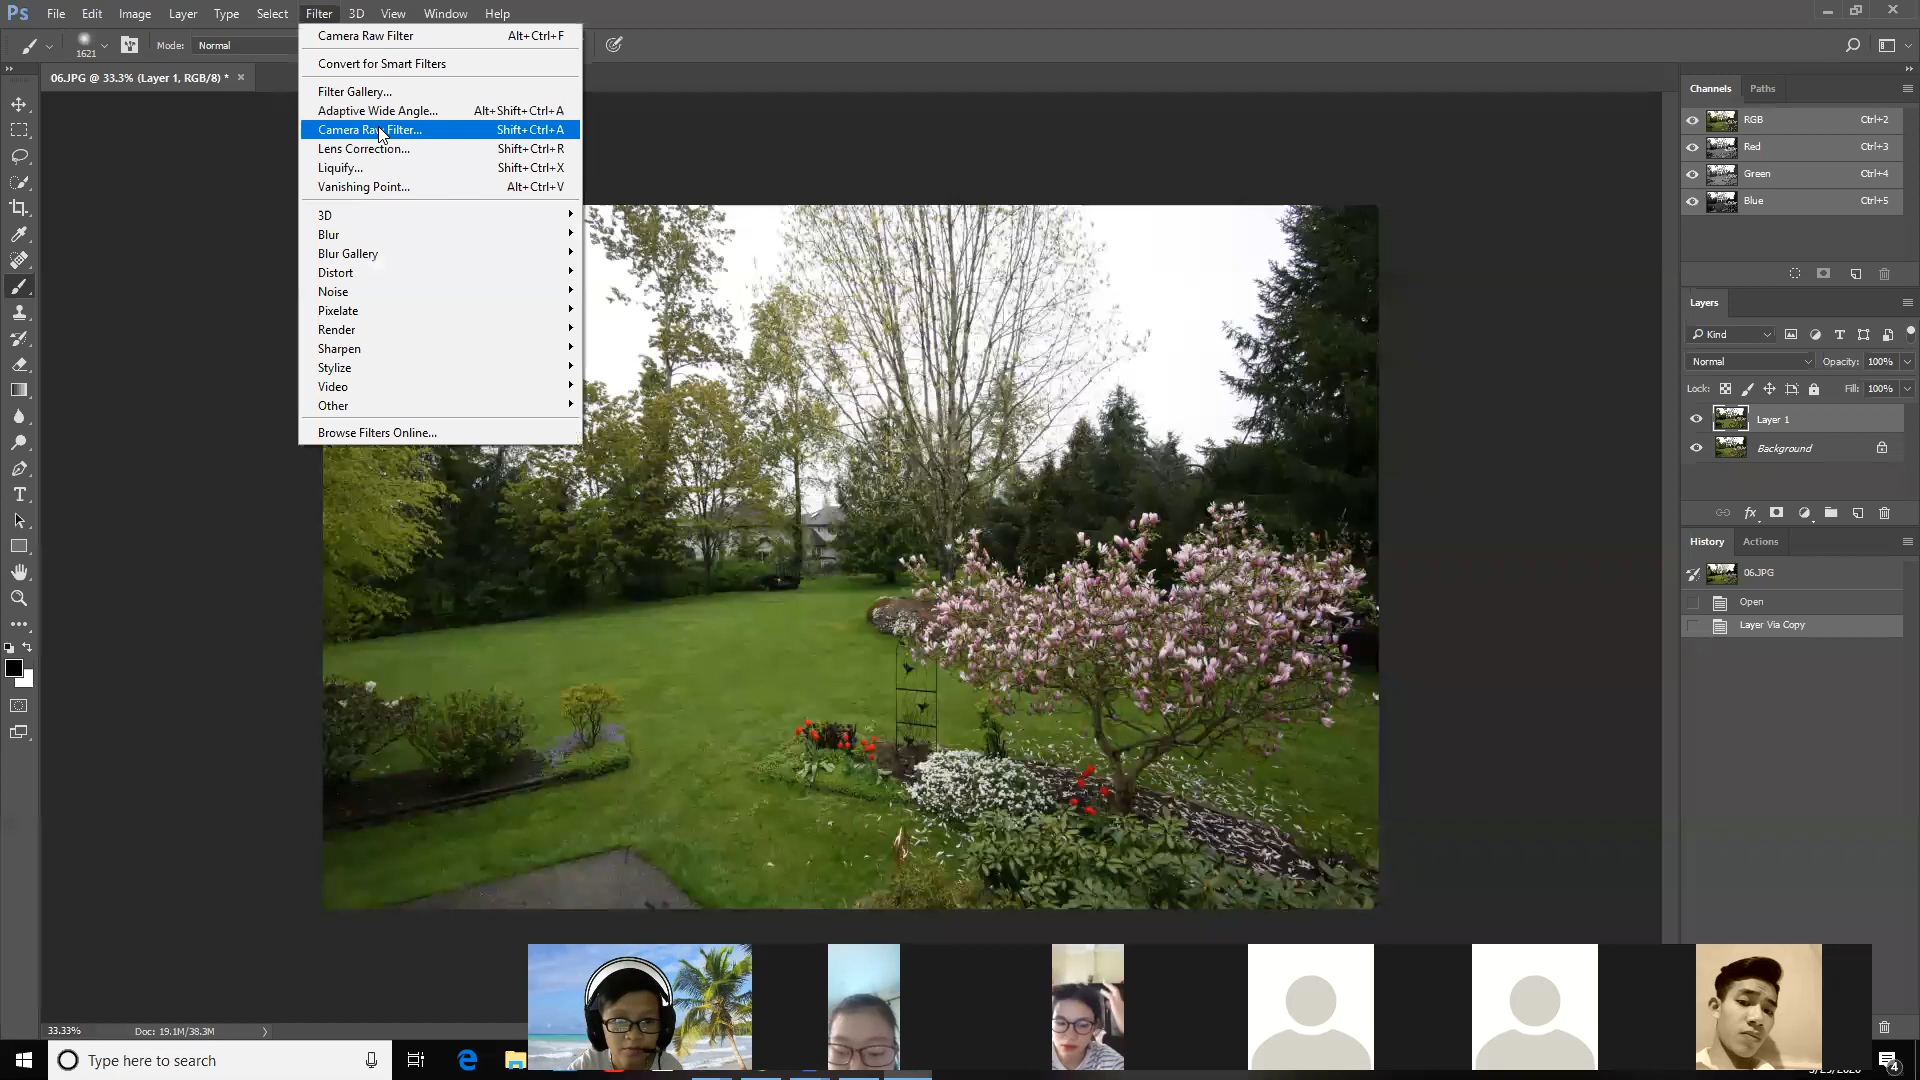 Ps File Edit Image Layer Type Select Filter 3D View Window Help
1621 Mode: Normal
06.JPG @ 33.3% (Layer 1, RGB/8) * ×
Camera Raw Filter Alt+Ctrl+F
Convert for Smart Filters
Filter Gallery...
Adaptive Wide Angle... Alt+Shift+Ctrl+A
Camera Raw Filter... Shift+Ctrl+A
Lens Correction... Shift+Ctrl+R
Liquify... Shift+Ctrl+X
Vanishing Point... Alt+Ctrl+V
3D
Blur
Blur Gallery
Distort
Noise
Pixelate
Render
Sharpen
Stylize
Video
Other
Browse Filters Online...
Channels Paths
RGB Ctrl+2
Red Ctrl+3
Green Ctrl+4
Blue Ctrl+5
Layers
Kind
Normal Opacity: 100%
Lock: Fill: 100%
Layer 1
Background
fx
History Actions
06.JPG
Open
Layer Via Copy
33.33% Doc: 19.1M/38.3M
Type here to search
4